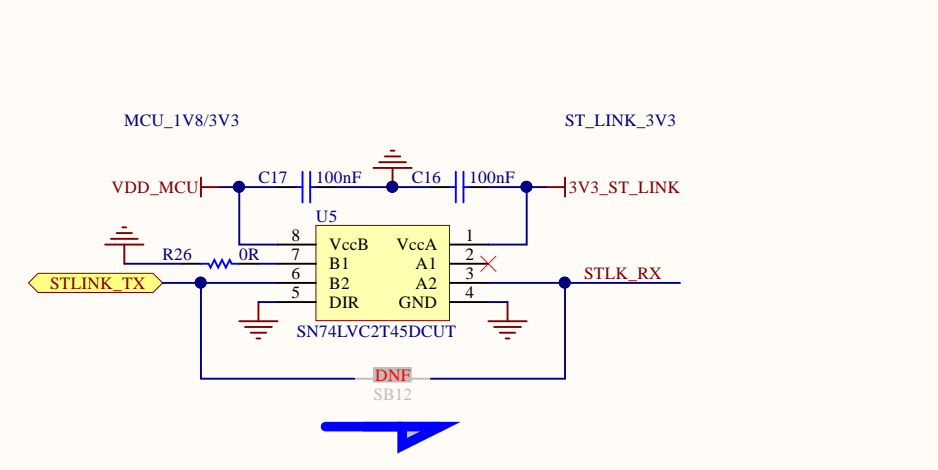 MCU_1V8/3V3
ST_LINK_3V3
VDD_MCU
C17
100nF
C16
100nF
3V3_ST_LINK
U5
8
VccB
VccA
1
R26
0R
7
B1
A1
2
STLINK_TX
6
B2
A2
3
STLK_RX
5
DIR
GND
4
SN74LVC2T45DCUT
DNF
SB12